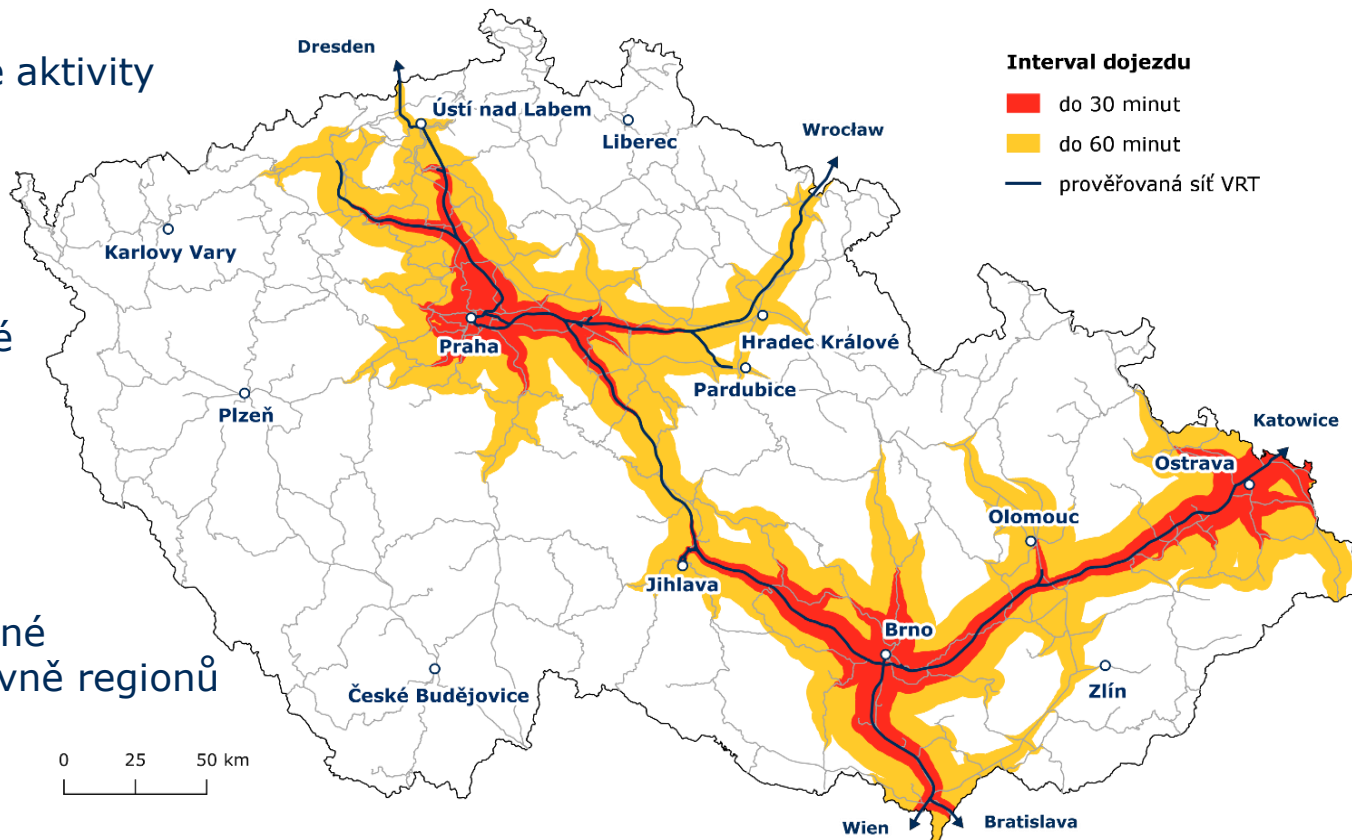 é aktivity
é
né
vně regionů
Dresden
Ústí nad Labem
Liberec
Wrocław
Karlovy Vary
Praha
Hradec Králové
Pardubice
Plzeň
Katowice
Ostrava
Olomouc
Jihlava
Brno
Zlín
České Budějovice
Wien
Bratislava
Interval dojezdu
do 30 minut
do 60 minut
prověřovaná síť VRT
0 25 50 km